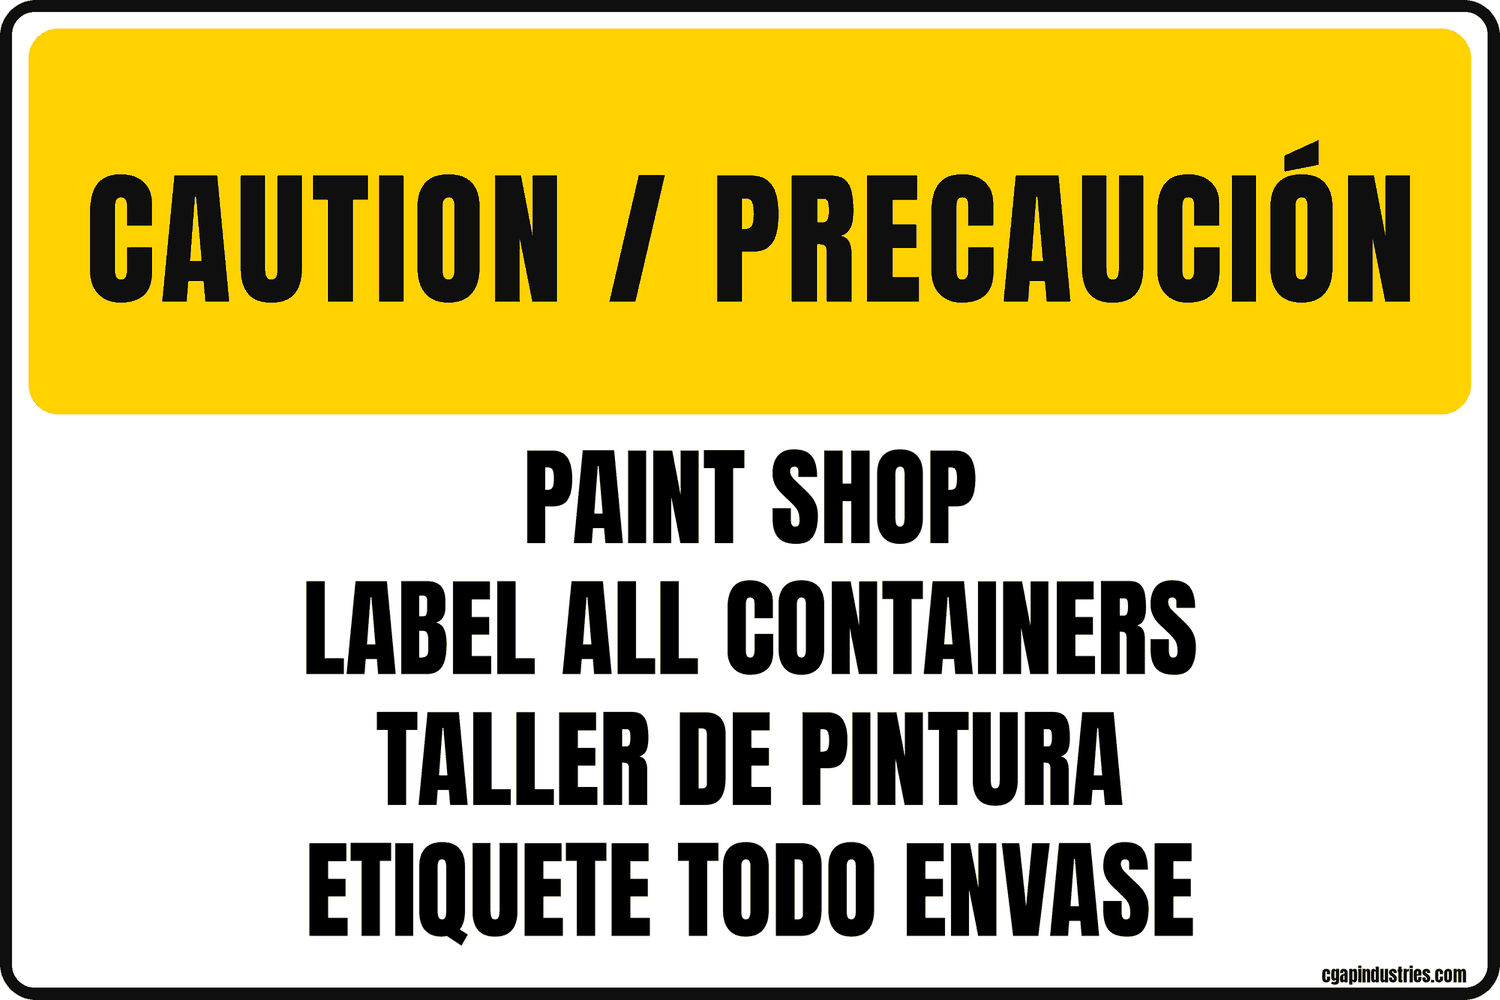 CAUTION / PRECAUCIÓN
PAINT SHOP
LABEL ALL CONTAINERS
TALLER DE PINTURA
ETIQUETE TODO ENVASE
cgapindustries.com